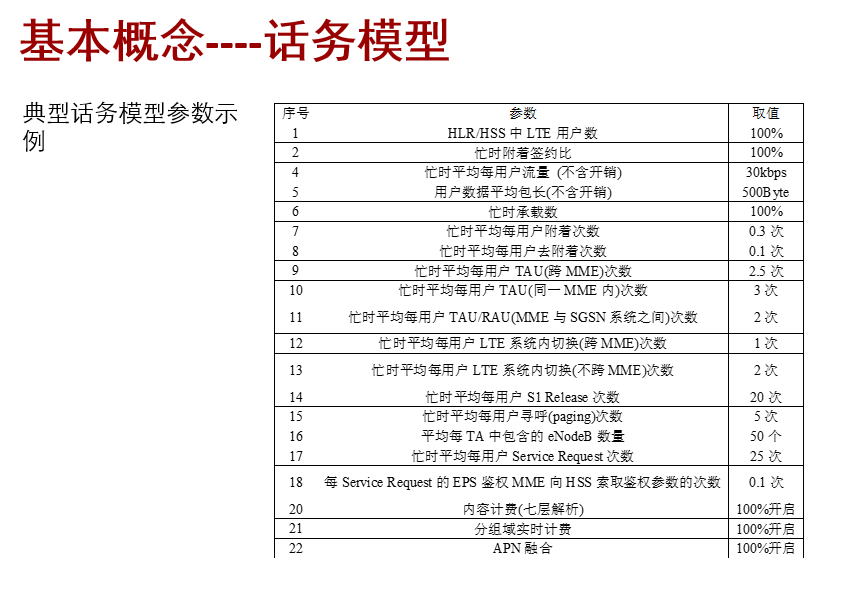 基本概念----话务模型
典型话务模型参数示
例
序号 参数 取值
1 HLR/HSS 中 LTE 用户数 100%
2 忙时附着签约比 100%
4 忙时平均每用户流量 (不含开销) 30kbps
5 用户数据平均包长(不含开销) 500Byte
6 忙时承载数 100%
7 忙时平均每用户附着次数 0.3 次
8 忙时平均每用户去附着次数 0.1 次
9 忙时平均每用户 TAU(跨 MME)次数 2.5 次
10 忙时平均每用户 TAU(同一 MME 内)次数 3 次
11 忙时平均每用户 TAU/RAU(MME 与 SGSN 系统之间)次数 2 次
12 忙时平均每用户 LTE 系统内切换(跨 MME)次数 1 次
13 忙时平均每用户 LTE 系统内切换(不跨 MME)次数 2 次
14 忙时平均每用户 S1 Release 次数 20 次
15 忙时平均每用户寻呼(paging)次数 5 次
16 平均每 TA 中包含的 eNodeB 数量 50 个
17 忙时平均每用户 Service Request 次数 25 次
18 每 Service Request 的 EPS 鉴权 MME 向 HSS 索取鉴权参数的次数 0.1 次
20 内容计费(七层解析) 100%开启
21 分组域实时计费 100%开启
22 APN 融合 100%开启